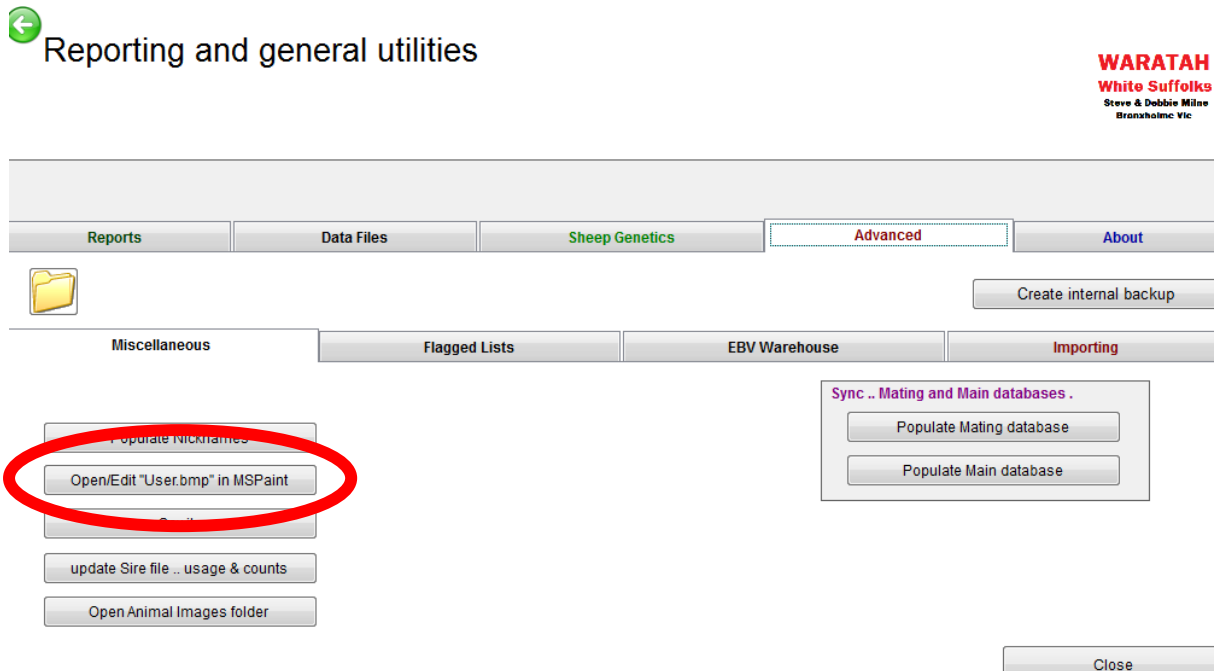 Reporting and general utilities
WARATAH
White Suffolks
Steve & Debbie Milne
Branxholme Vic
Reports
Data Files
Sheep Genetics
Advanced
About
Create internal backup
Miscellaneous
Flagged Lists
EBV Warehouse
Importing
Sync .. Mating and Main databases .
Populate Mating database
Populate Main database
Populate Nicknames
Open/Edit "User.bmp" in MSPaint
update Sire file .. usage & counts
Open Animal Images folder
Close